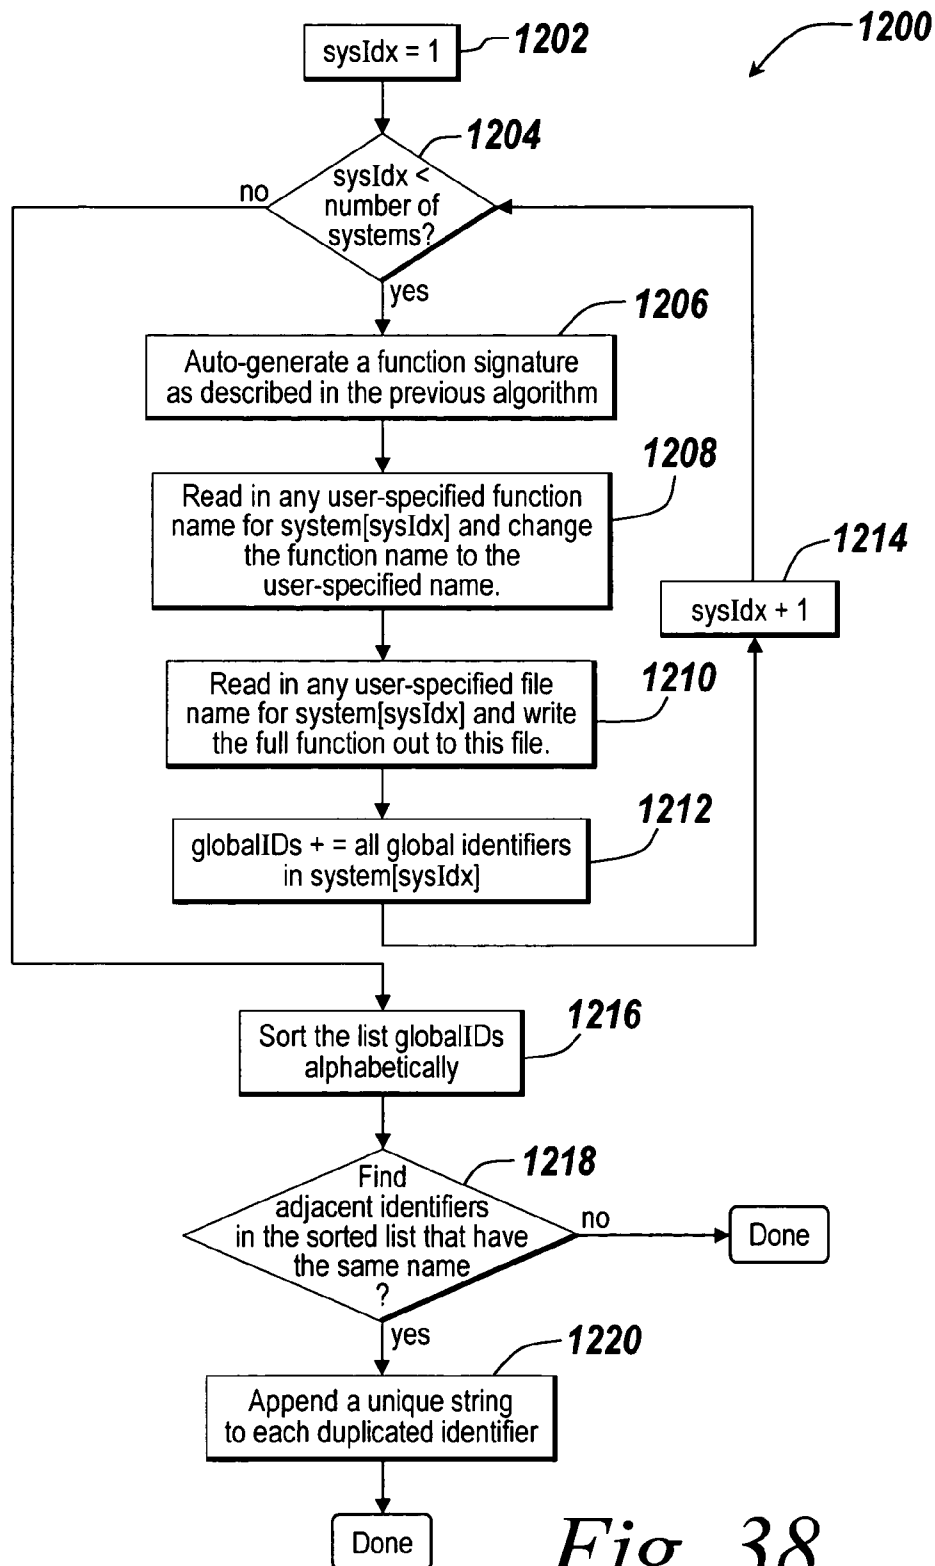 1200
sysIdx = 1
1202
1204
sysIdx <
number of
systems?
no
yes
1206
Auto-generate a function signature
as described in the previous algorithm
1208
Read in any user-specified function
name for system[sysIdx] and change
the function name to the
user-specified name.
1214
sysIdx + 1
1210
Read in any user-specified file
name for system[sysIdx] and write
the full function out to this file.
1212
globalIDs + = all global identifiers
in system[sysIdx]
1216
Sort the list globalIDs
alphabetically
1218
Find
adjacent identifiers
in the sorted list that have
the same name
?
no
Done
yes
1220
Append a unique string
to each duplicated identifier
Done
Fig. 38